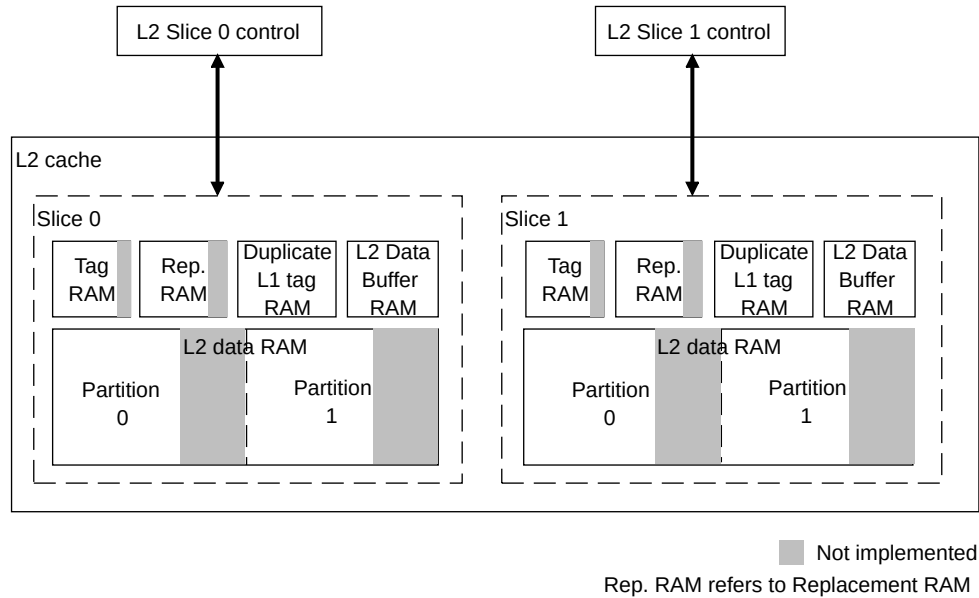 L2 Slice 0 control
L2 Slice 1 control
L2 cache
Slice 0
Tag
RAM
Rep.
RAM
Duplicate
L1 tag
RAM
L2 Data
Buffer
RAM
L2 data RAM
Partition
0
Partition
1
Slice 1
Tag
RAM
Rep.
RAM
Duplicate
L1 tag
RAM
L2 Data
Buffer
RAM
L2 data RAM
Partition
0
Partition
1
Not implemented
Rep. RAM refers to Replacement RAM